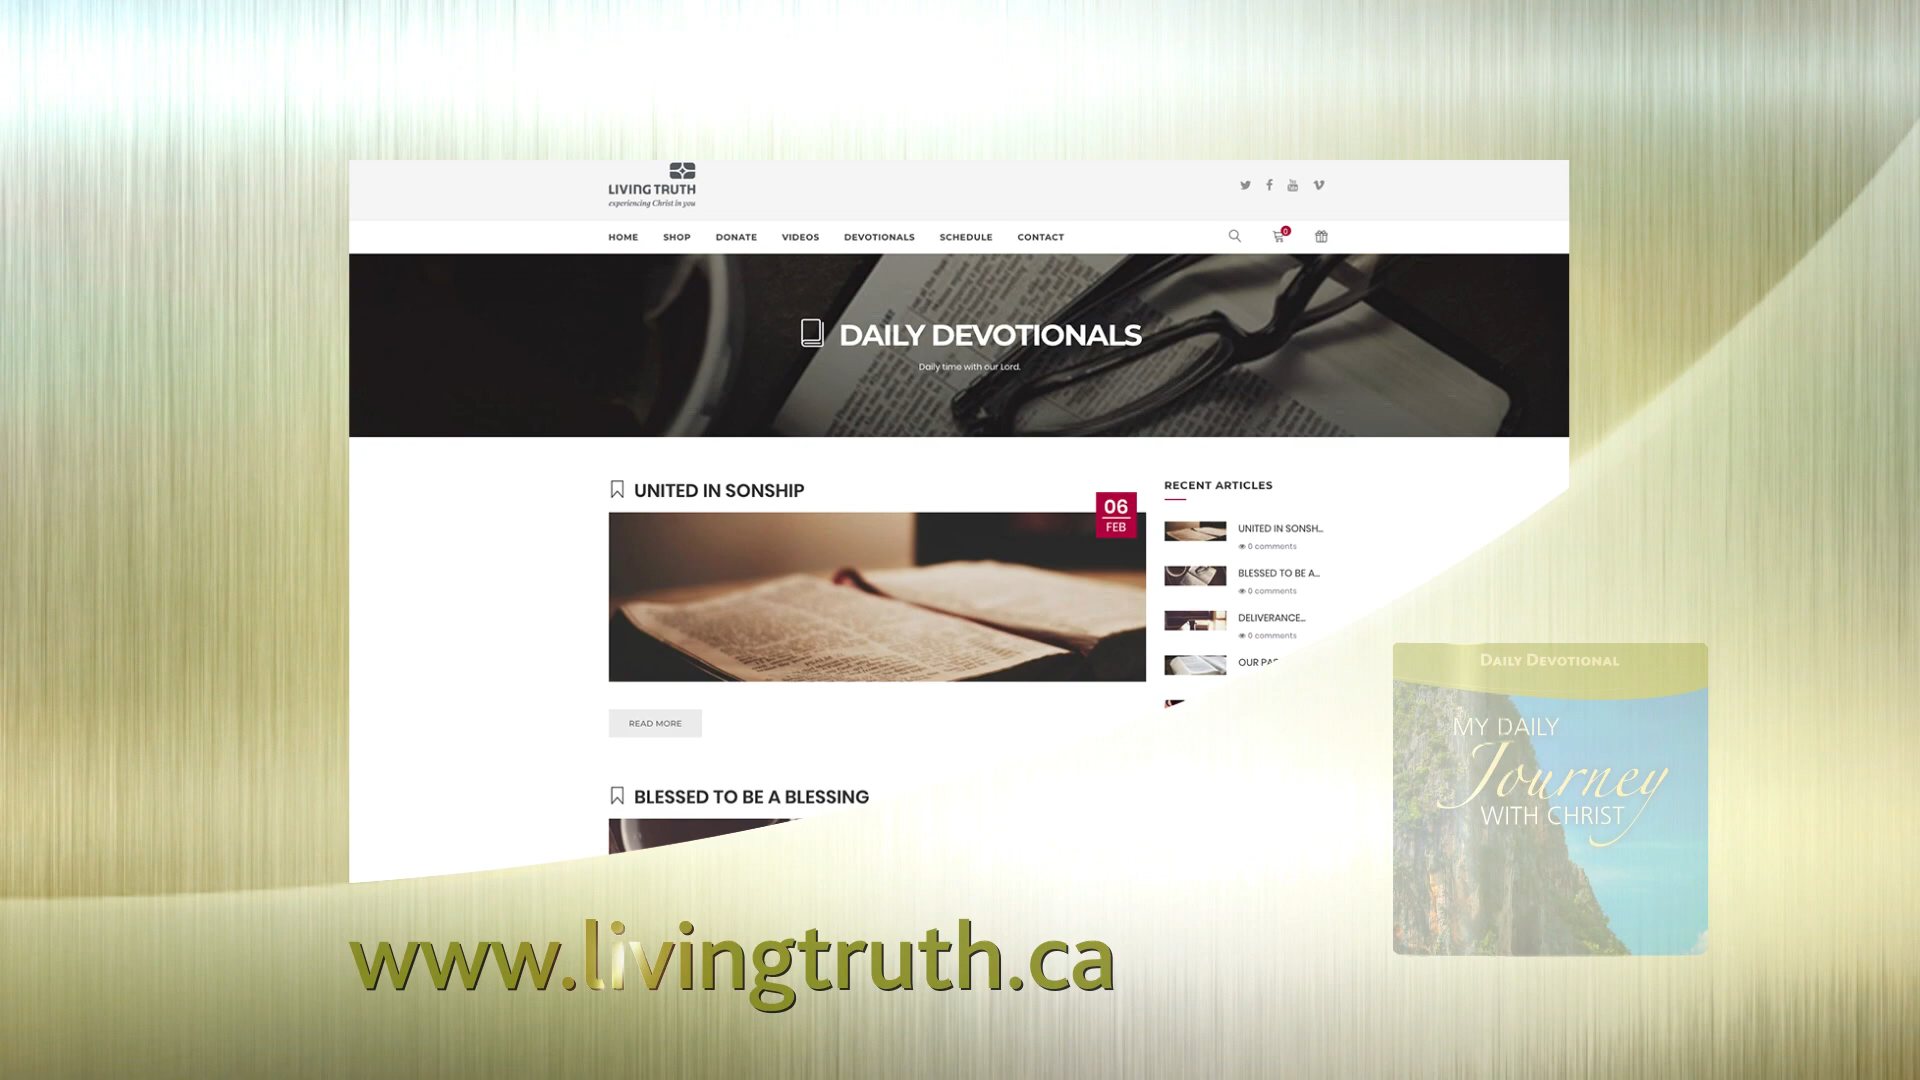 LIVING TRUTH
experiencing Christ in you
HOME SHOP DONATE VIDEOS DEVOTIONALS SCHEDULE CONTACT
0
DAILY DEVOTIONALS
Daily time with our Lord.
UNITED IN SONSHIP
06
FEB
READ MORE
BLESSED TO BE A BLESSING
RECENT ARTICLES
UNITED IN SONSH...
0 comments
BLESSED TO BE A...
0 comments
DELIVERANCE...
0 comments
OUR
DAILY DEVOTIONAL
MY DAILY
Journey
WITH CHRIST
www.livingtruth.ca